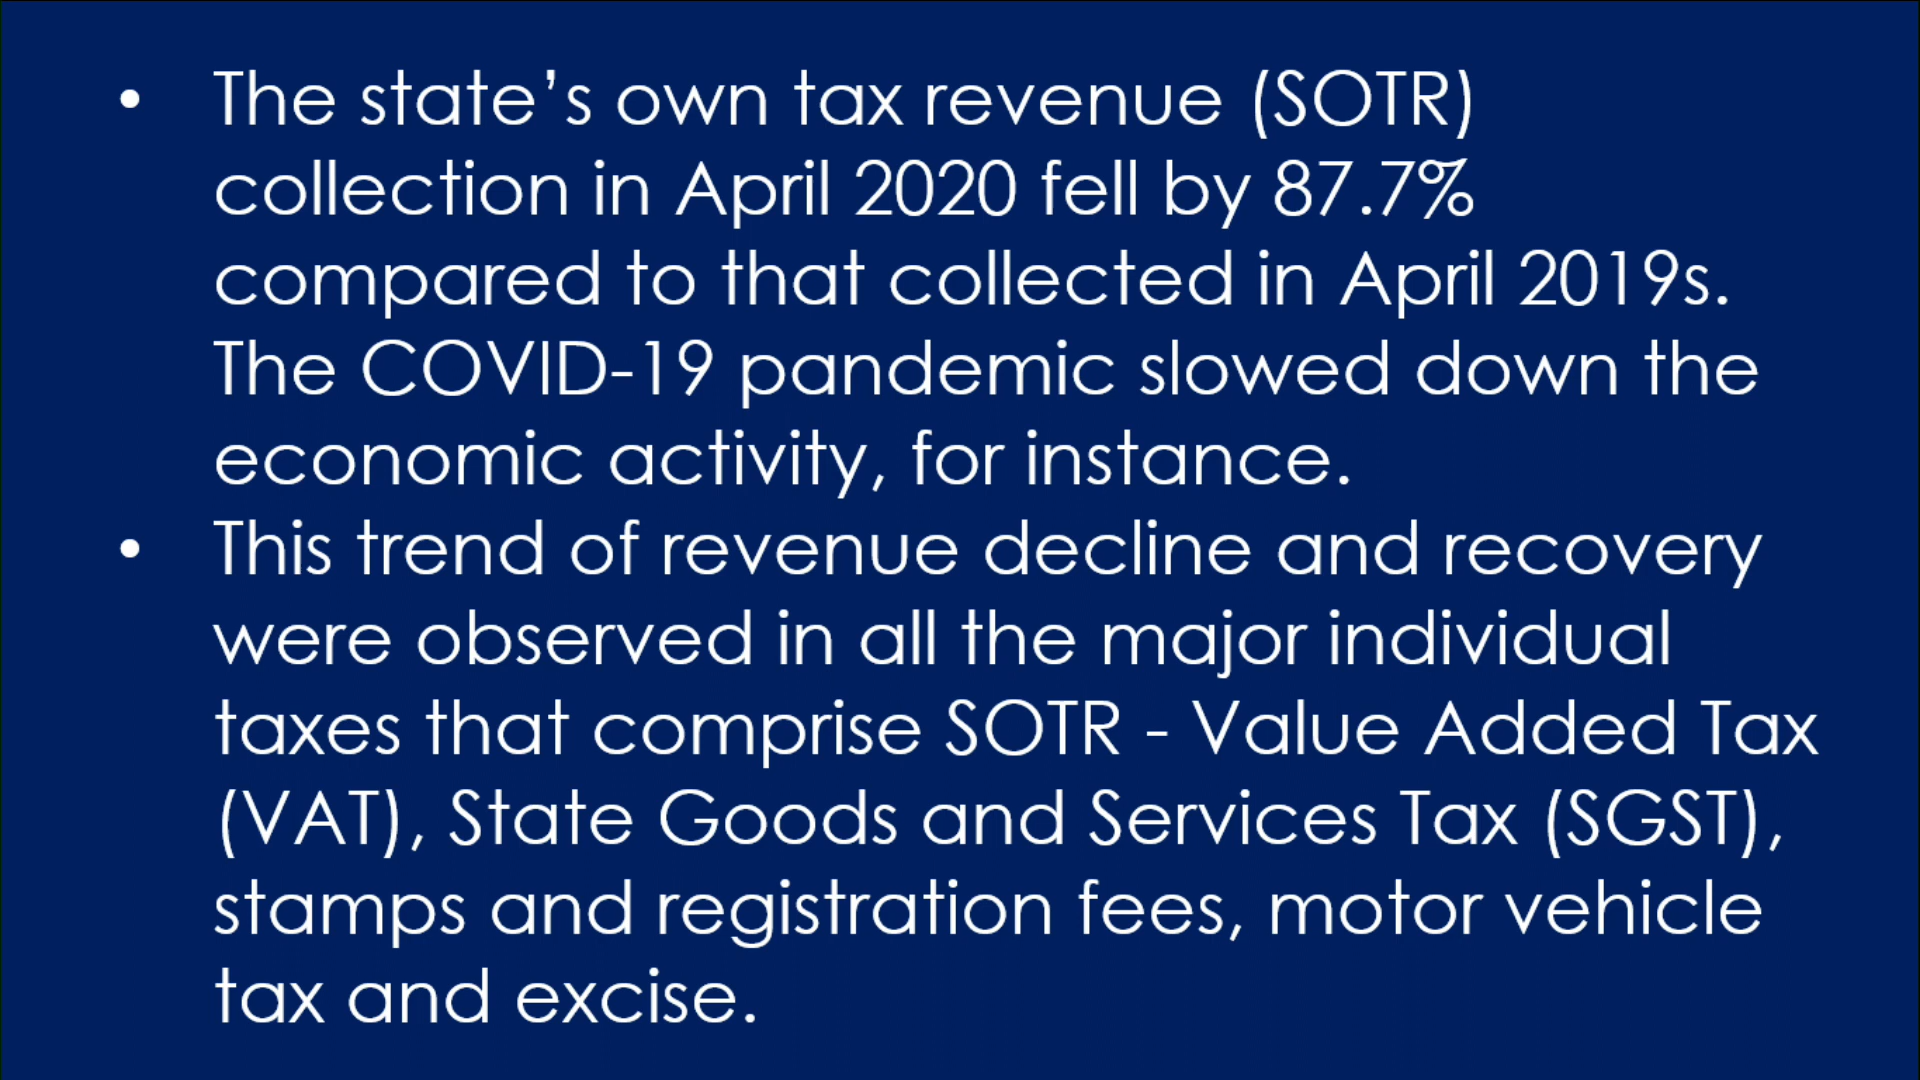 • The state’s own tax revenue (SOTR)
collection in April 2020 fell by 87.7%
compared to that collected in April 2019s.
The COVID-19 pandemic slowed down the
economic activity, for instance.
• This trend of revenue decline and recovery
were observed in all the major individual
taxes that comprise SOTR - Value Added Tax
(VAT), State Goods and Services Tax (SGST),
stamps and registration fees, motor vehicle
tax and excise.